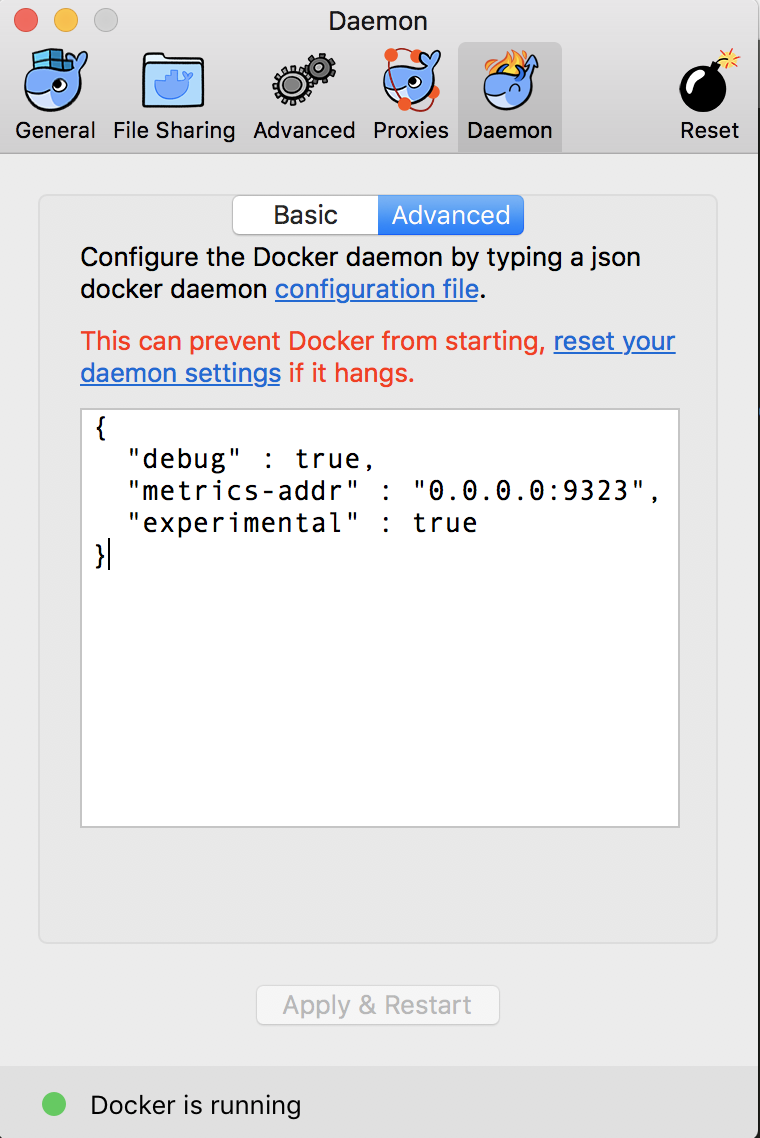 Daemon
General File Sharing Advanced Proxies Daemon Reset
Basic Advanced
Configure the Docker daemon by typing a json
docker daemon configuration file.
This can prevent Docker from starting, reset your
daemon settings if it hangs.
{
"debug" : true,
"metrics-addr" : "0.0.0.0:9323",
"experimental" : true
}
Apply & Restart
Docker is running